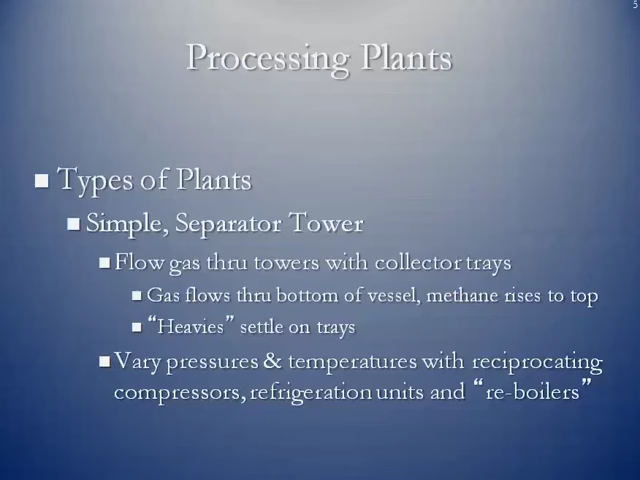 5
Processing Plants
Types of Plants
Simple, Separator Tower
Flow gas thru towers with collector trays
Gas flows thru bottom of vessel, methane rises to top
“Heavies” settle on trays
Vary pressures & temperatures with reciprocating
compressors, refrigeration units and “re-boilers”